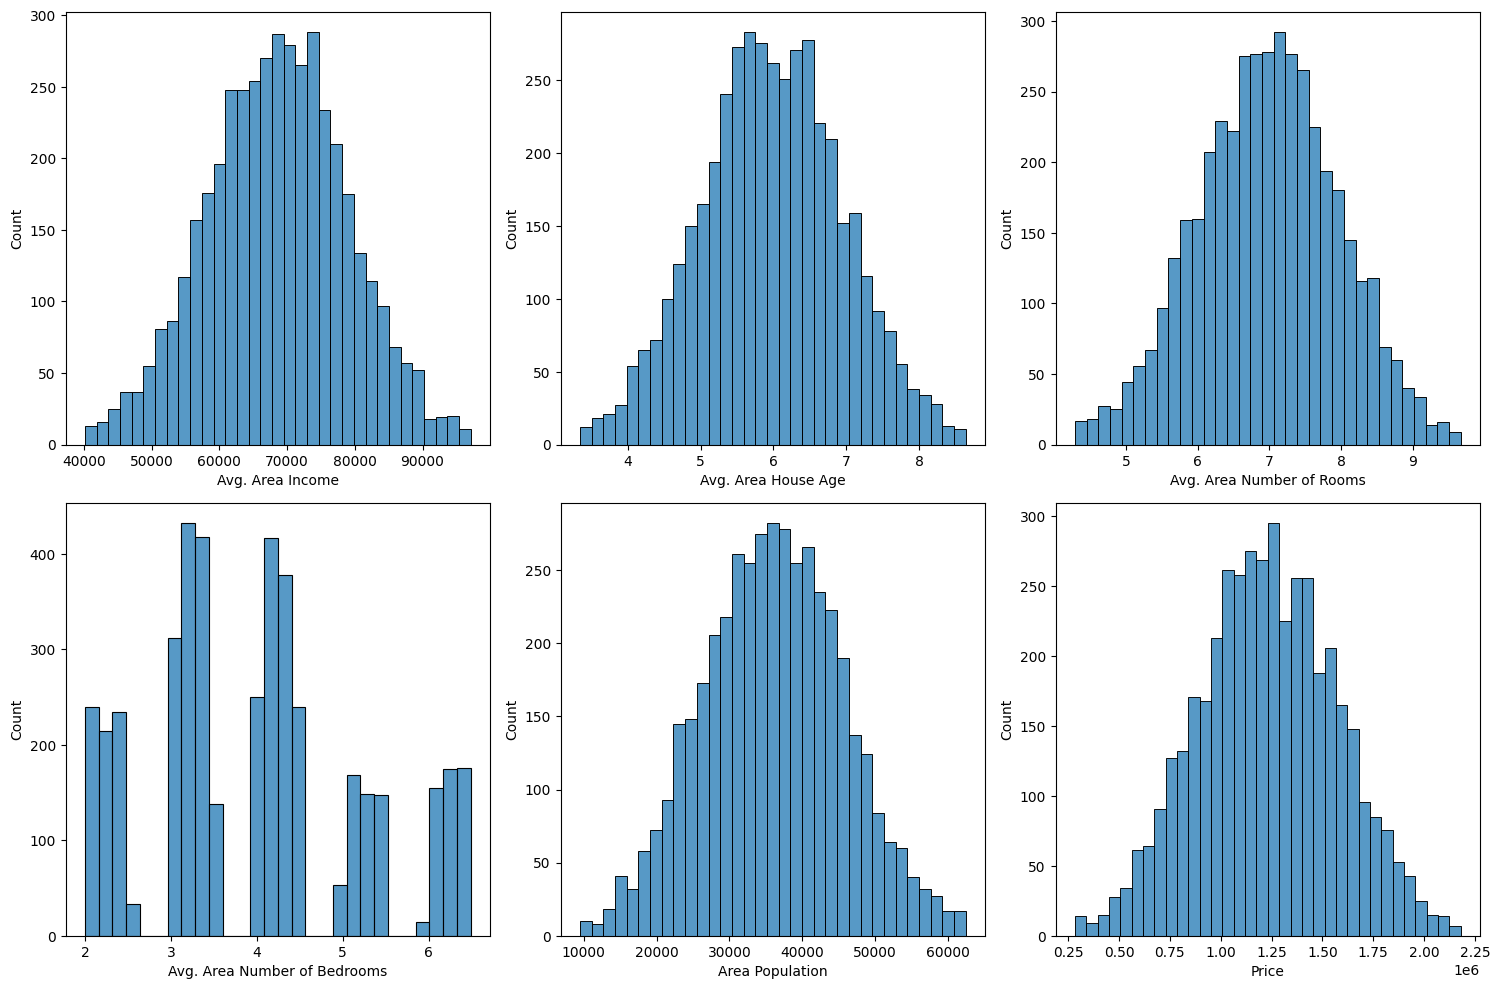 300
250
200
150
100
50
0
Count
40000 50000 60000 70000 80000 90000
Avg. Area Income
250
200
150
100
50
0
Count
4 5 6 7 8
Avg. Area House Age
300
250
200
150
100
50
0
Count
5 6 7 8 9
Avg. Area Number of Rooms
400
300
200
100
0
Count
2 3 4 5 6
Avg. Area Number of Bedrooms
250
200
150
100
50
0
Count
10000 20000 30000 40000 50000 60000
Area Population
300
250
200
150
100
50
0
Count
0.25 0.50 0.75 1.00 1.25 1.50 1.75 2.00 2.25
1e6
Price